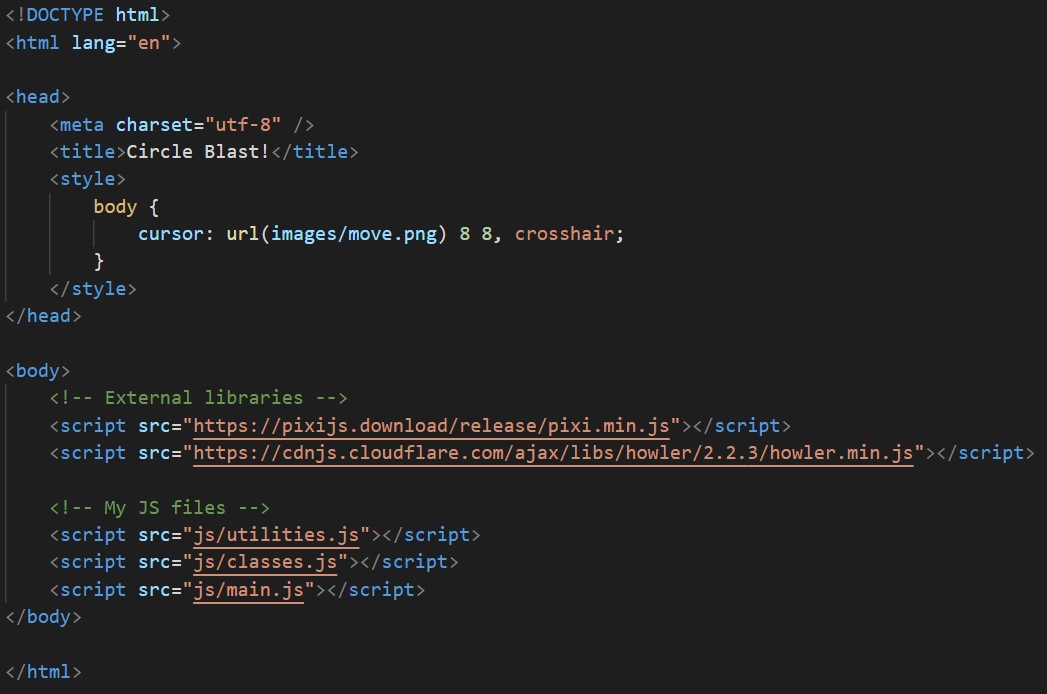 <!DOCTYPE html>
<html lang="en">
<head>
<meta charset="utf-8" />
<title>Circle Blast!</title>
<style>
body {
cursor: url(images/move.png) 8 8, crosshair;
}
</style>
</head>
<body>
<!-- External libraries -->
<script src="https://pixijs.download/release/pixi.min.js"></script>
<script src="https://cdnjs.cloudflare.com/ajax/libs/howler/2.2.3/howler.min.js"></script>
<!-- My JS files -->
<script src="js/utilities.js"></script>
<script src="js/classes.js"></script>
<script src="js/main.js"></script>
</body>
</html>